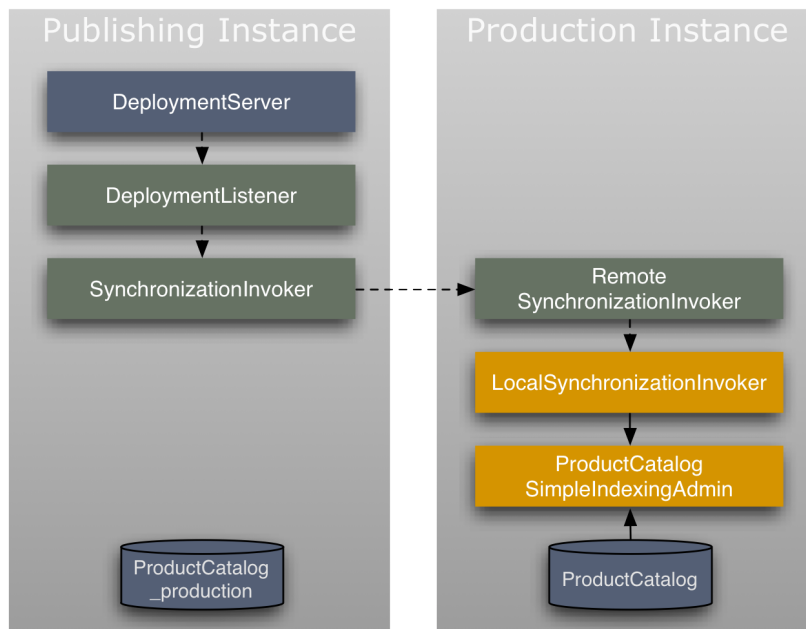 Publishing Instance
DeploymentServer
DeploymentListener
SynchronizationInvoker
ProductCatalog
_production
Production Instance
Remote
SynchronizationInvoker
LocalSynchronizationInvoker
ProductCatalog
SimpleIndexingAdmin
ProductCatalog